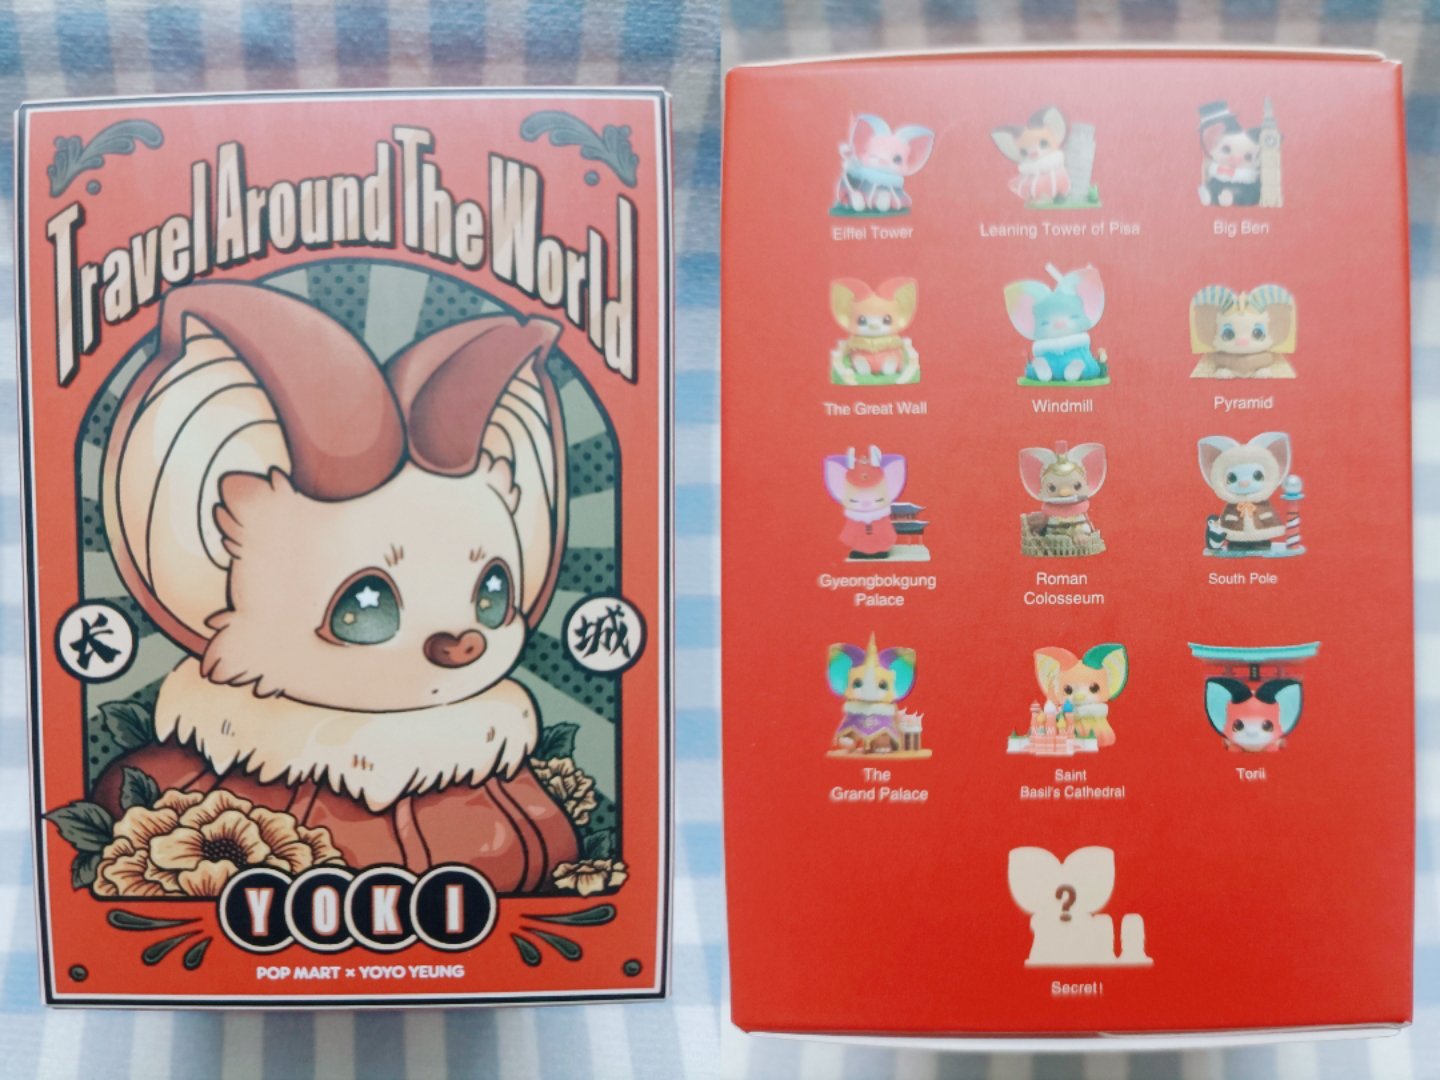 Travel Around The World
长 城
YOKI
POP MART × YOYO YEUNG
Eiffel Tower
Leaning Tower of Pisa
Big Ben
The Great Wall
Windmill
Pyramid
Gyeongbokgung
Palace
Roman
Colosseum
South Pole
The
Grand Palace
Saint
Basil's Cathedral
Torii
?
Secret!